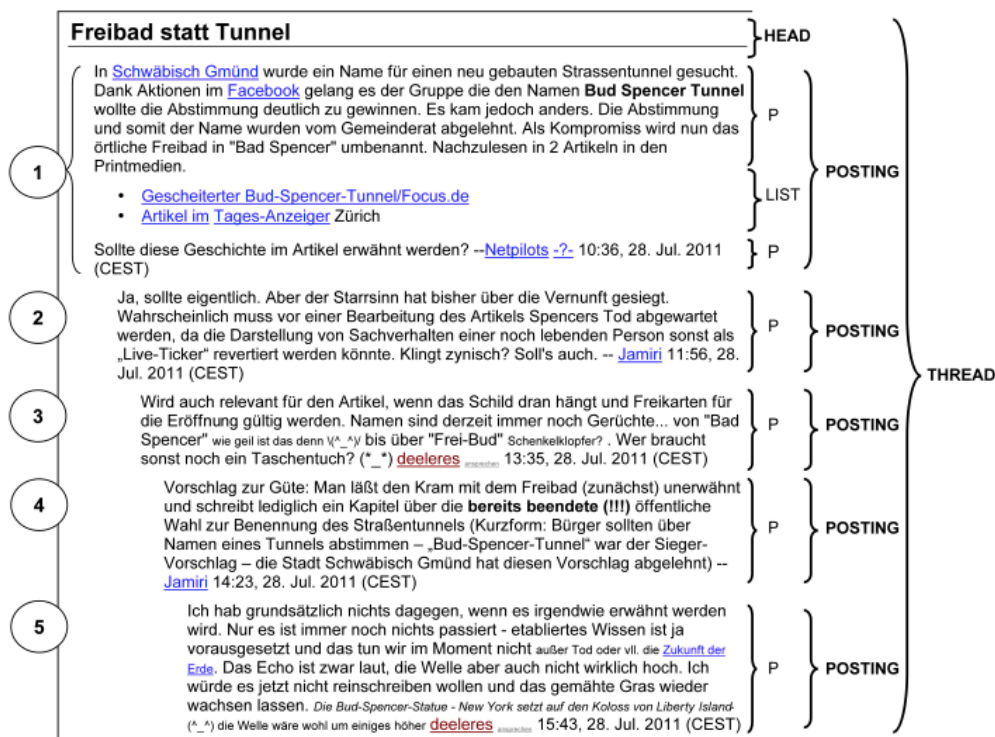 Freibad statt Tunnel
HEAD
In Schwäbisch Gmünd wurde ein Name für einen neu gebauten Strassentunnel gesucht.
Dank Aktionen im Facebook gelang es der Gruppe die den Namen Bud Spencer Tunnel
wollte die Abstimmung deutlich zu gewinnen. Es kam jedoch anders. Die Abstimmung
und somit der Name wurden vom Gemeinderat abgelehnt. Als Kompromiss wird nun das
örtliche Freibad in "Bad Spencer" umbenannt. Nachzulesen in 2 Artikeln in den
Printmedien.
P
1
POSTING
• Gescheiterter Bud-Spencer-Tunnel/Focus.de
• Artikel im Tages-Anzeiger Zürich
LIST
Sollte diese Geschichte im Artikel erwähnt werden? --Netpilots -?- 10:36, 28. Jul. 2011
(CEST)
P
2
Ja, sollte eigentlich. Aber der Starrsinn hat bisher über die Vernunft gesiegt.
Wahrscheinlich muss vor einer Bearbeitung des Artikels Spencers Tod abgewartet
werden, da die Darstellung von Sachverhalten einer noch lebenden Person sonst als
„Live-Ticker“ revertiert werden könnte. Klingt zynisch? Soll's auch. -- Jamiri 11:56, 28.
Jul. 2011 (CEST)
P
POSTING
THREAD
3
Wird auch relevant für den Artikel, wenn das Schild dran hängt und Freikarten für
die Eröffnung gültig werden. Namen sind derzeit immer noch Gerüchte... von "Bad
Spencer" wie geil ist das denn \(^_^)/ bis über "Frei-Bud" Schenkelklopfer? . Wer braucht
sonst noch ein Taschentuch? (*_*) deeleres 13:35, 28. Jul. 2011 (CEST)
P
POSTING
4
Vorschlag zur Güte: Man läßt den Kram mit dem Freibad (zunächst) unerwähnt
und schreibt lediglich ein Kapitel über die bereits beendete (!!!) öffentliche
Wahl zur Benennung des Straßentunnels (Kurzform: Bürger sollten über
Namen eines Tunnels abstimmen – „Bud-Spencer-Tunnel“ war der Sieger-
Vorschlag – die Stadt Schwäbisch Gmünd hat diesen Vorschlag abgelehnt) --
Jamiri 14:23, 28. Jul. 2011 (CEST)
P
POSTING
5
Ich hab grundsätzlich nichts dagegen, wenn es irgendwie erwähnt werden
wird. Nur es ist immer noch nichts passiert - etabliertes Wissen ist ja
vorausgesetzt und das tun wir im Moment nicht außer Tod oder vll. die Zukunft der
Erde. Das Echo ist zwar laut, die Welle aber auch nicht wirklich hoch. Ich
würde es jetzt nicht reinschreiben wollen und das gemähte Gras wieder
wachsen lassen. Die Bud-Spencer-Statue - New York setzt auf den Koloss von Liberty Island-
(^_^) die Welle wäre wohl um einiges höher deeleres 15:43, 28. Jul. 2011 (CEST)
P
POSTING